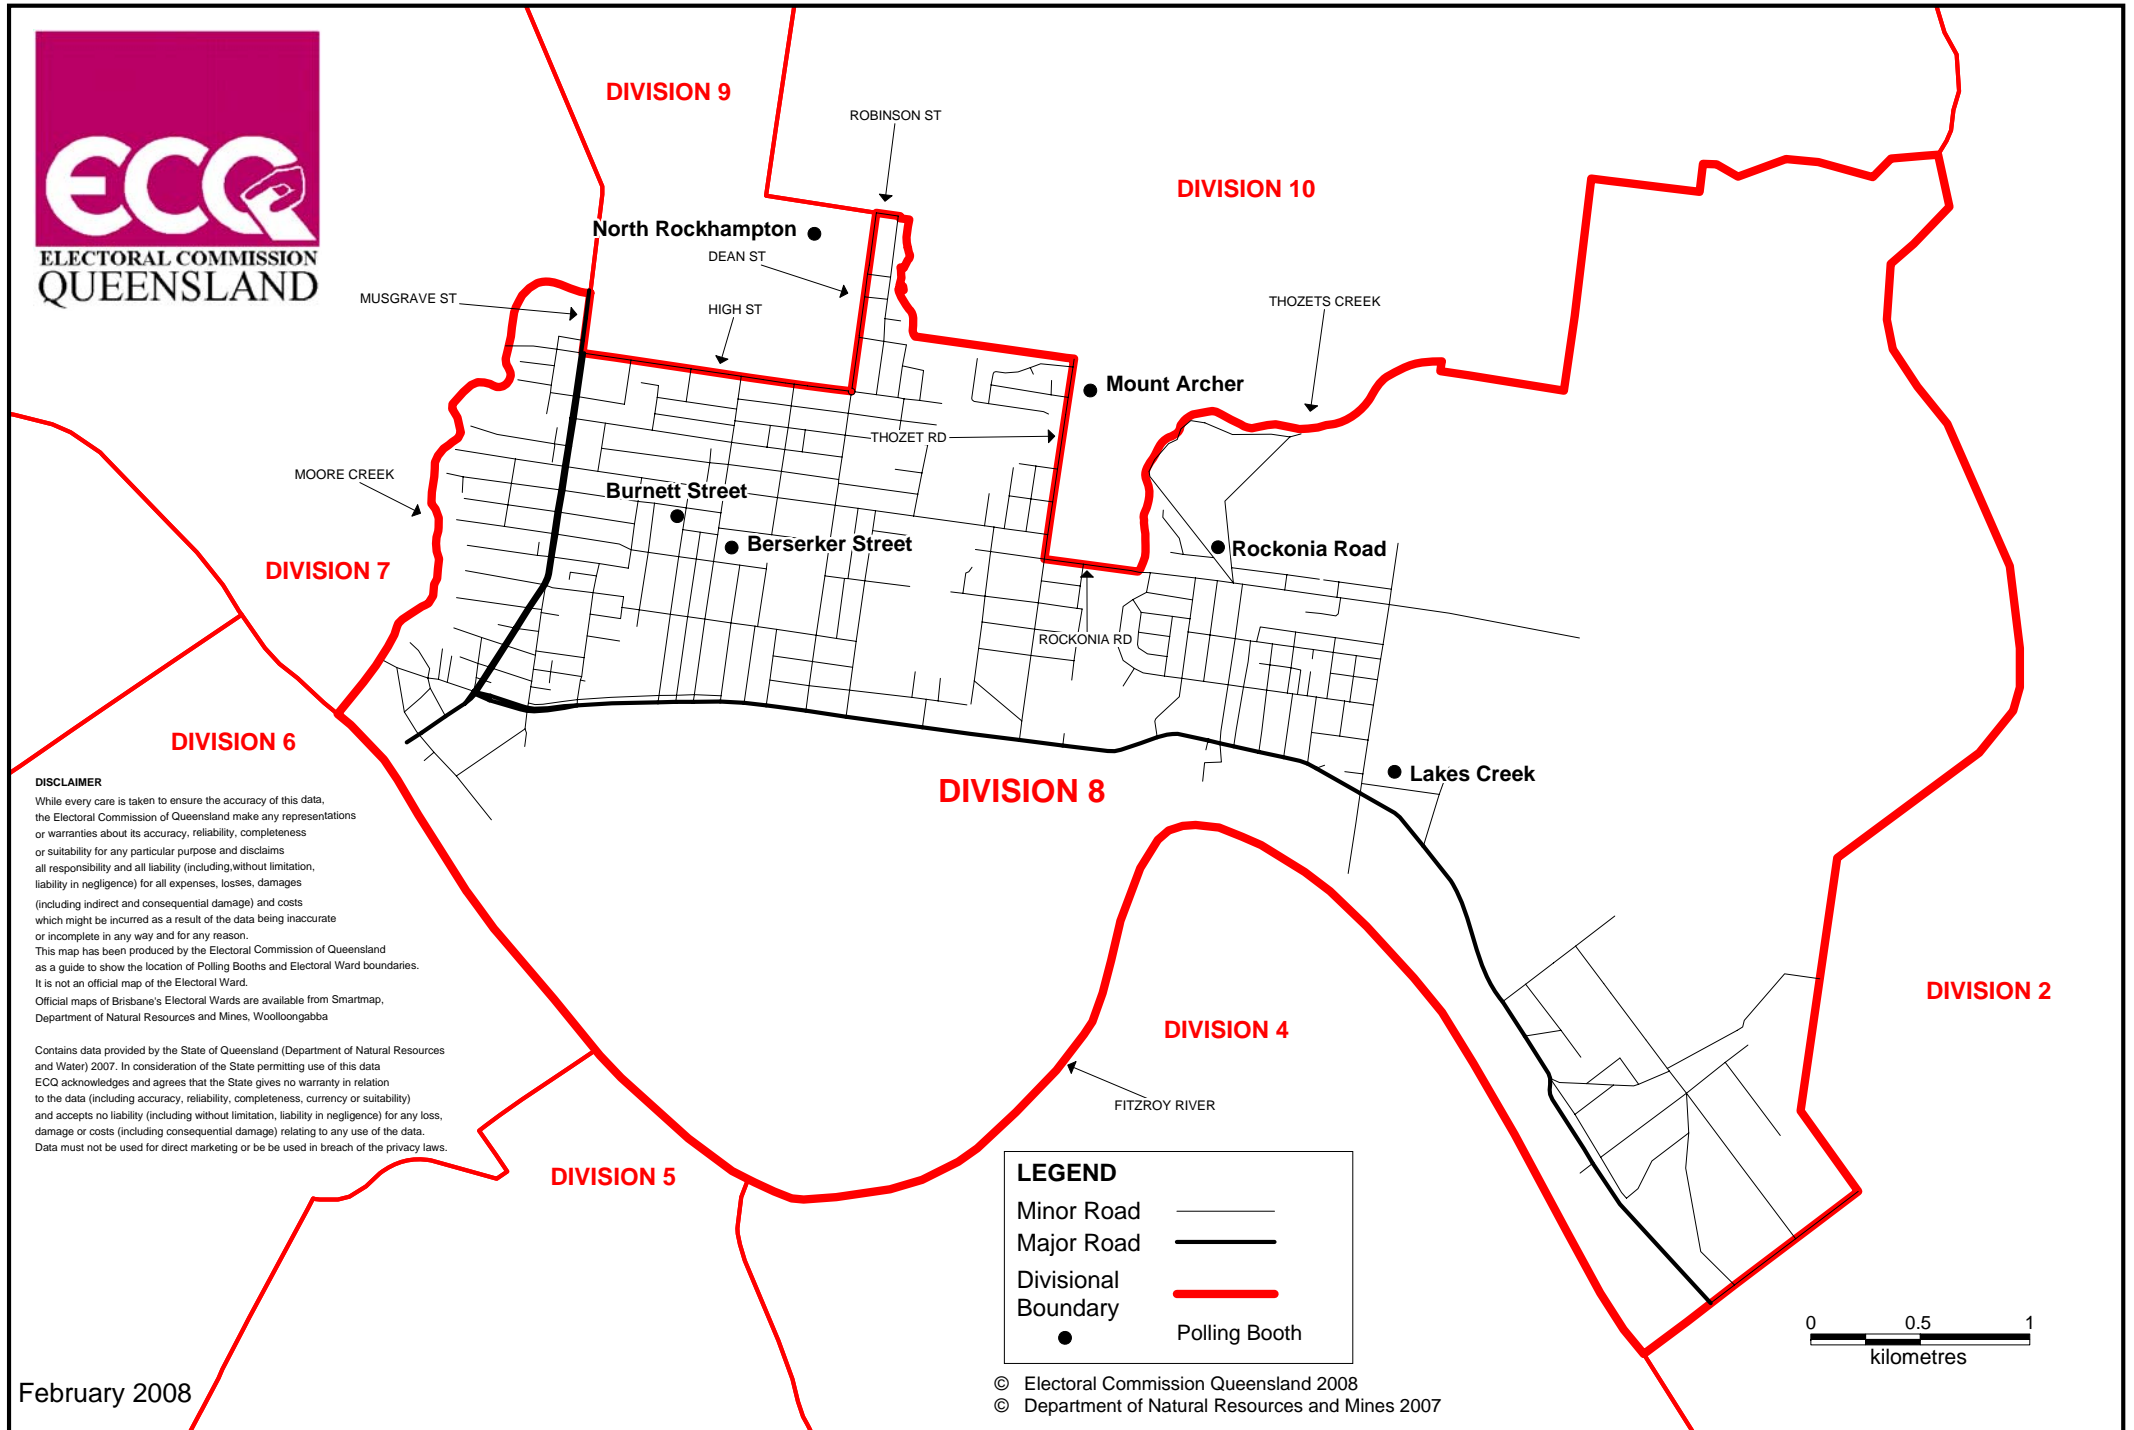 ECQ
ELECTORAL COMMISSION
QUEENSLAND
DIVISION 9
ROBINSON ST
DIVISION 10
North Rockhampton
DEAN ST
MUSGRAVE ST
HIGH ST
THOZETS CREEK
Mount Archer
THOZET RD
MOORE CREEK
Burnett Street
Berserker Street
Rockonia Road
DIVISION 7
ROCKONIA RD
DIVISION 6
Lakes Creek
DIVISION 8
DISCLAIMER
While every care is taken to ensure the accuracy of this data,
the Electoral Commission of Queensland make any representations
or warranties about its accuracy, reliability, completeness
or suitability for any particular purpose and disclaims
all responsibility and all liability (including,without limitation,
liability in negligence) for all expenses, losses, damages
(including indirect and consequential damage) and costs
which might be incurred as a result of the data being inaccurate
or incomplete in any way and for any reason.
This map has been produced by the Electoral Commission of Queensland
as a guide to show the location of Polling Booths and Electoral Ward boundaries.
It is not an official map of the Electoral Ward.
Official maps of Brisbane's Electoral Wards are available from Smartmap,
Department of Natural Resources and Mines, Woolloongabba
Contains data provided by the State of Queensland (Department of Natural Resources
and Water) 2007. In consideration of the State permitting use of this data
ECQ acknowledges and agrees that the State gives no warranty in relation
to the data (including accuracy, reliability, completeness, currency or suitability)
and accepts no liability (including without limitation, liability in negligence) for any loss,
damage or costs (including consequential damage) relating to any use of the data.
Data must not be used for direct marketing or be be used in breach of the privacy laws.
DIVISION 2
DIVISION 4
FITZROY RIVER
DIVISION 5
LEGEND
Minor Road
Major Road
Divisional
Boundary
Polling Booth
0 0.5 1
kilometres
February 2008
© Electoral Commission Queensland 2008
© Department of Natural Resources and Mines 2007